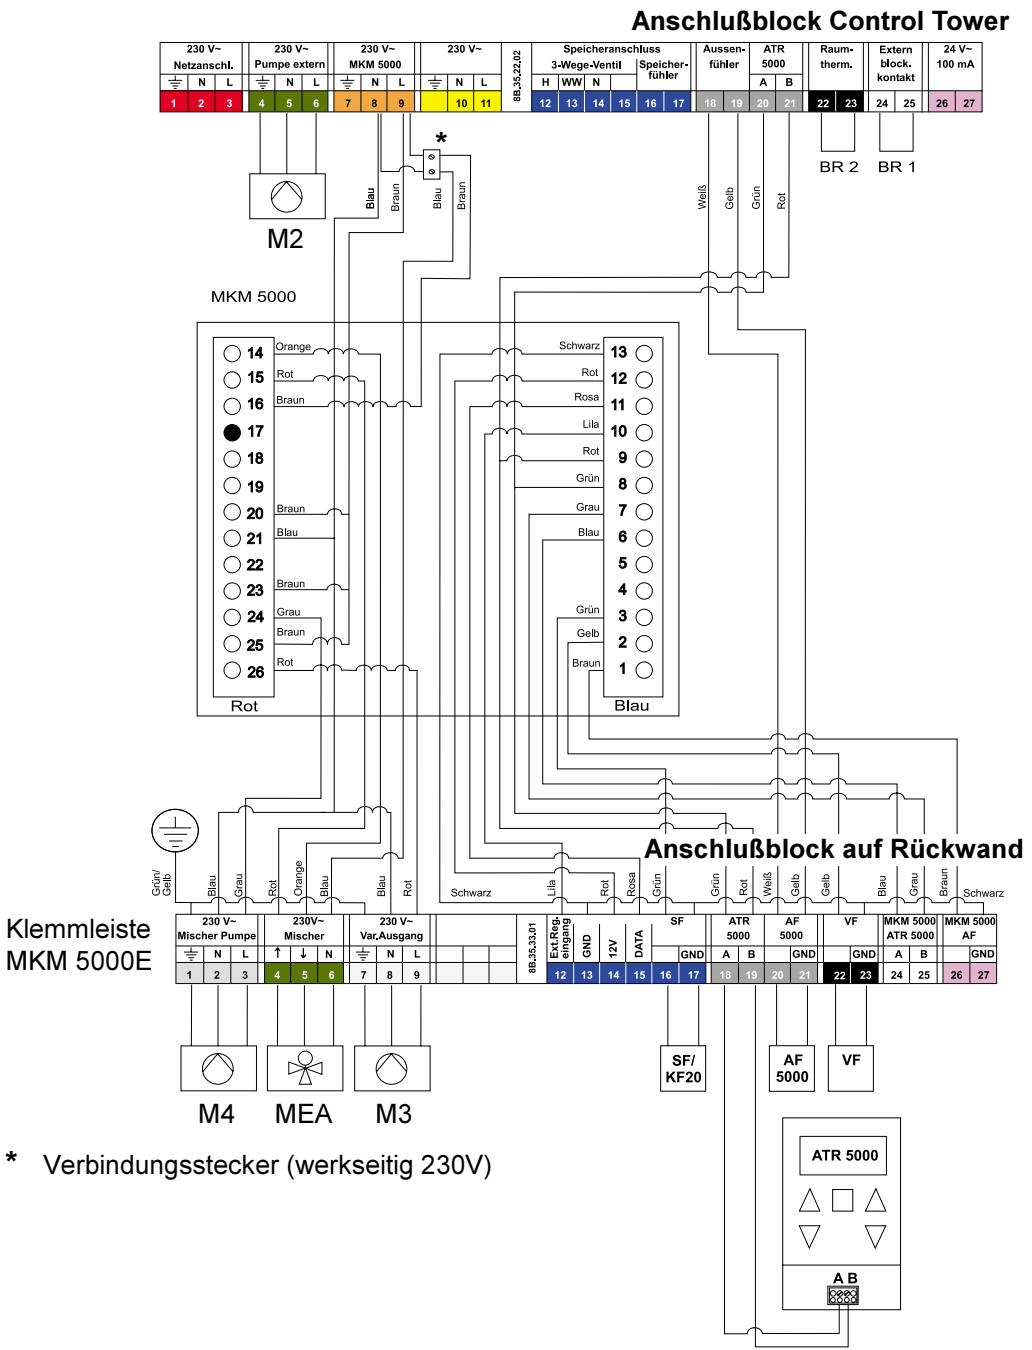 Anschlußblock Control Tower
230 V~ 230 V~ 230 V~ 230 V~ Speicheranschluss Aussen- ATR Raum- Extern 24 V~
Netzanschl. Pumpe extern MKM 5000 3-Wege-Ventil Speicher- fühler 5000 therm. block. 100 mA
fühler kontakt
N L N L N L N L 8B.35.22.02 H WW N A B
1 2 3 4 5 6 7 8 9 10 11 12 13 14 15 16 17 18 19 20 21 22 23 24 25 26 27
*
BR 2 BR 1
Blau Braun Blau Braun Weiß Gelb Grün Rot
M2
MKM 5000
14 Orange Schwarz 13
15 Rot Rot 12
16 Braun Rosa 11
17 Lila 10
18 Rot 9
19 Grün 8
20 Braun Grau 7
21 Blau Blau 6
22 5
23 Braun 4
24 Grau Grün 3
25 Braun Gelb 2
26 Rot Braun 1
Rot Blau
Anschlußblock auf Rückwand
Grün/
Gelb Blau Grau Rot Orange Blau Blau Rot Schwarz Lila Rot Rosa Grün Grün Rot Weiß Gelb Gelb Blau Grau Braun Schwarz
Klemmleiste
MKM 5000E
230 V~ 230V~ 230 V~ 8B.35.33.01 Ext.Reg. eingang GND 12V DATA SF ATR AF VF MKM 5000 MKM 5000
Mischer Pumpe Mischer Var.Ausgang 5000 5000 ATR 5000 AF
N L ↑ ↓ N N L GND A B GND GND A B GND
1 2 3 4 5 6 7 8 9 12 13 14 15 16 17 18 19 20 21 22 23 24 25 26 27
SF/
KF20
AF
5000
VF
M4 MEA M3
* Verbindungsstecker (werkseitig 230V)
ATR 5000
A B